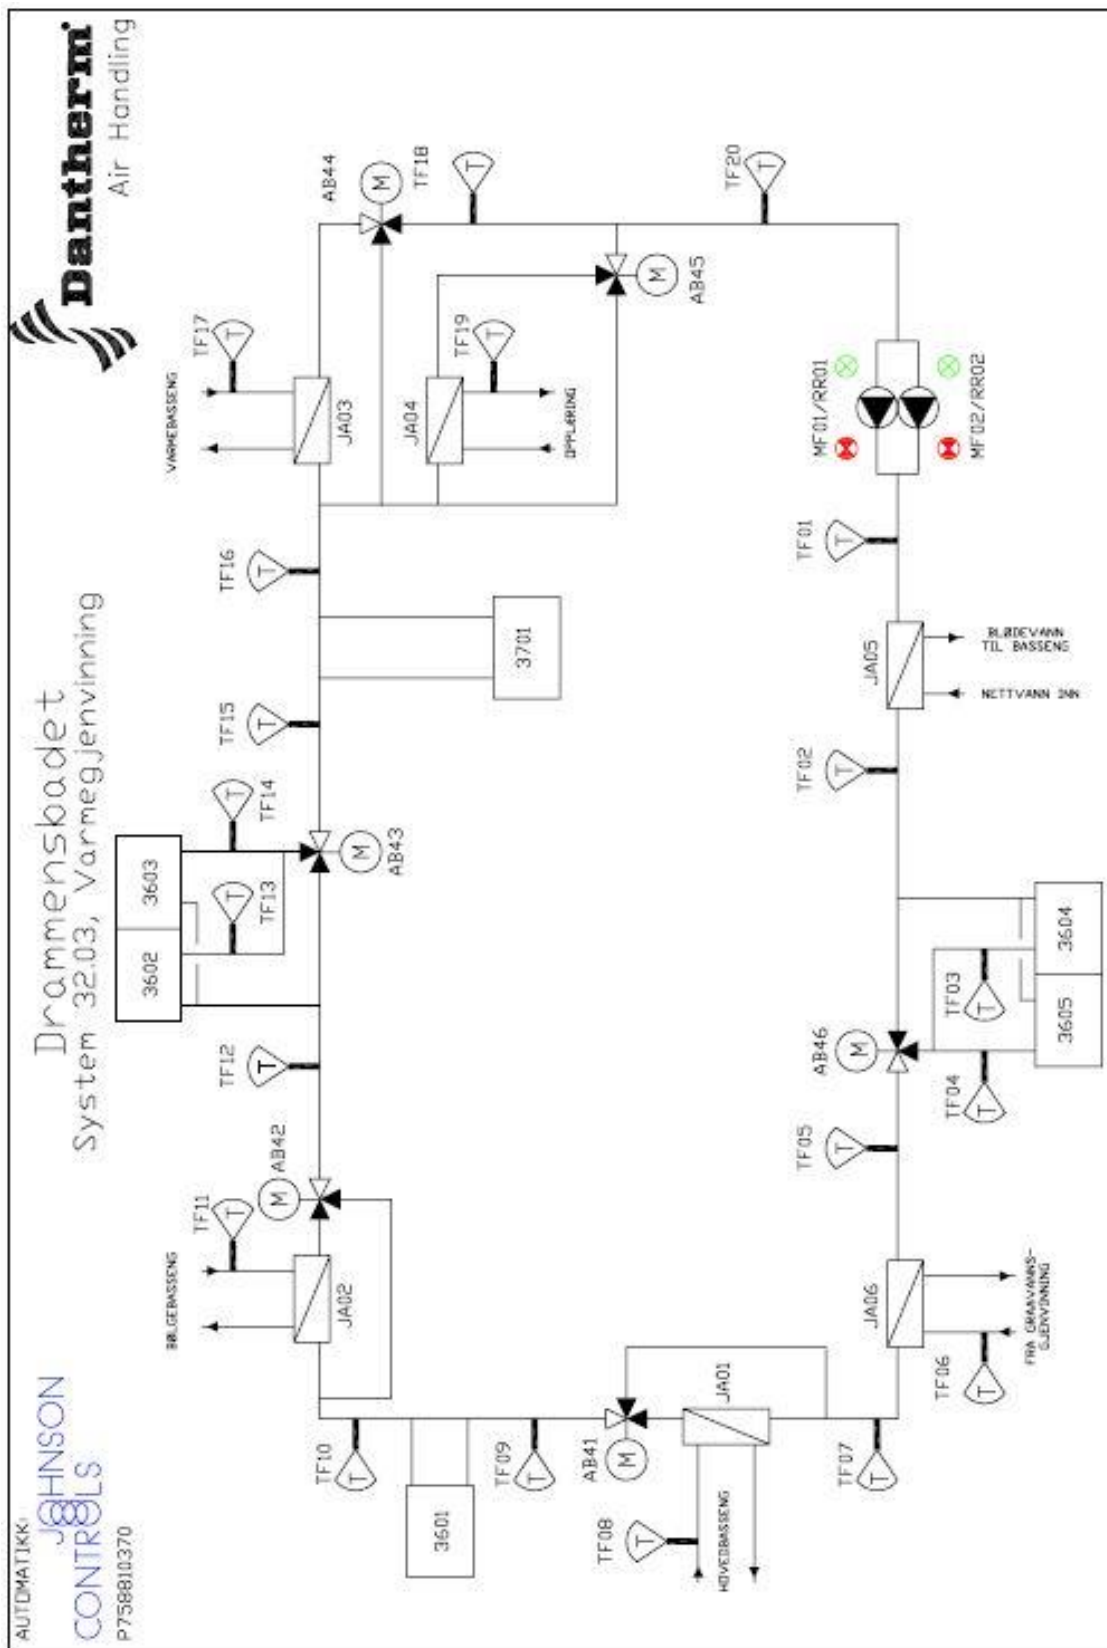 AUTOMATIKK:
JOHNSON
CONTROLS
P758810370
Drammensbadet
System 32.03, Varmegjenvinning
Dantherm®
Air Handling
BØLGEBASSENG
TF11
AB42
M
T
JA02
TF12
T
3602
3603
TF13
T
TF14
T
AB43
M
TF15
T
TF16
T
3701
VARMEBASSENG
TF17
T
JA03
AB44
M
TF18
T
JA04
TF19
T
OPPLÆRING
AB45
M
TF20
T
TF10
T
3601
TF09
T
AB41
M
TF08
T
HOVEDBASSENG
JA01
TF07
T
JA06
TF06
T
FRA GRAAVANNS-
GJENVINNING
TF05
T
AB46
M
TF04
T
TF03
T
3605
3604
TF02
T
JA05
NETTVANN INN
BLØDEVANN
TIL BASSENG
TF01
T
MF01/RR01
MF02/RR02